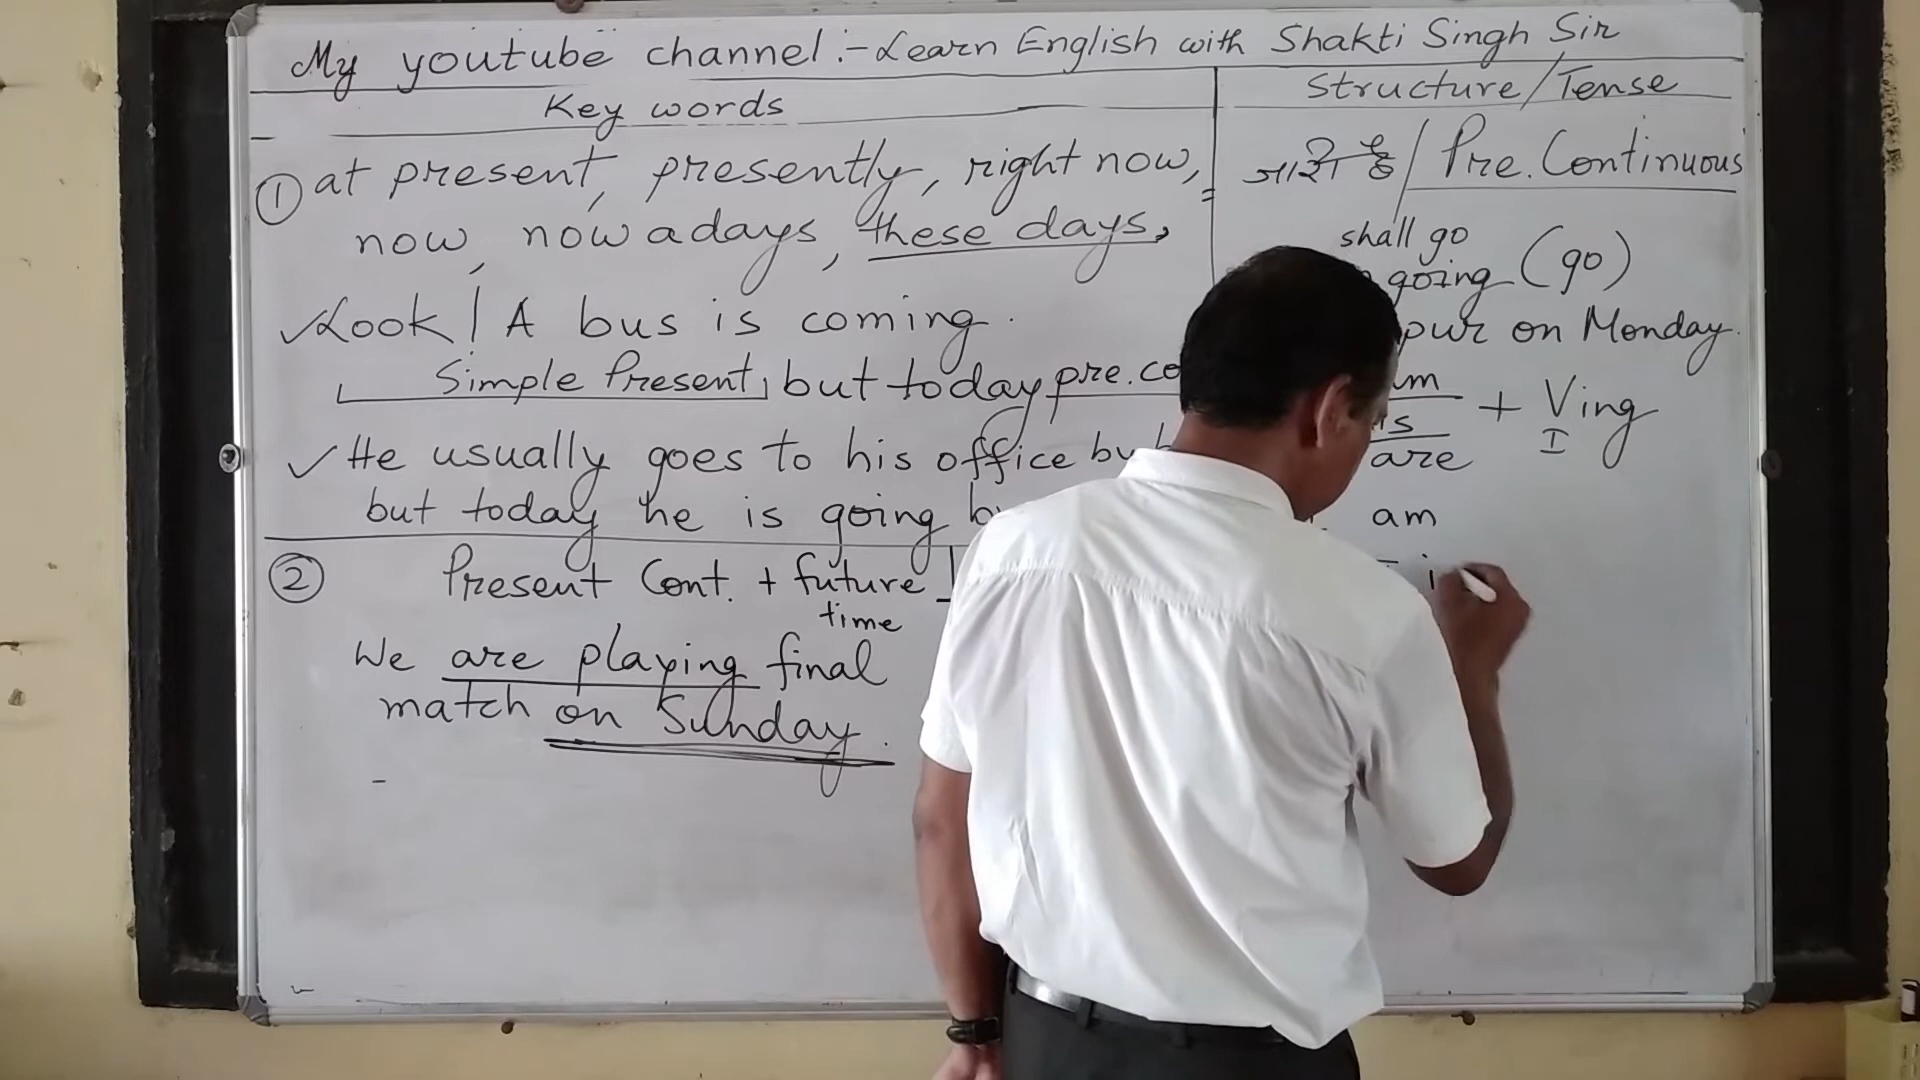 My youtube channel :- Learn English with Shakti Singh Sir
Key words
Structure/Tense
① at present, presently, right now,
now, nowadays, these days,
Look! A bus is coming.
Simple Present, but today pre.co
✓ He usually goes to his office by
but today he is going
② Present Cont. + future
time
We are playing final
match on Sunday.
/ Pre. Continuous
shall go
going (go)
pur on Monday.
am
is
are
+ Ving
I
am